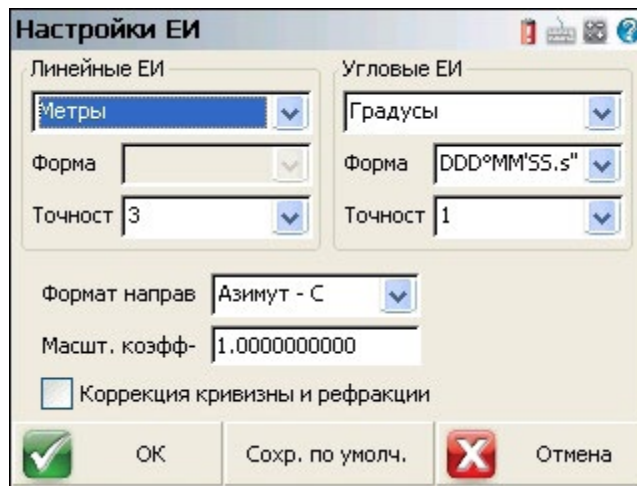 Настройки ЕИ
Линейные ЕИ
Метры
Форма
Точност 3
Угловые ЕИ
Градусы
Форма DDD°MM'SS.s"
Точност 1
Формат направ Азимут - С
Масшт. коэфф- 1.0000000000
Коррекция кривизны и рефракции
ОК
Сохр. по умолч.
Отмена